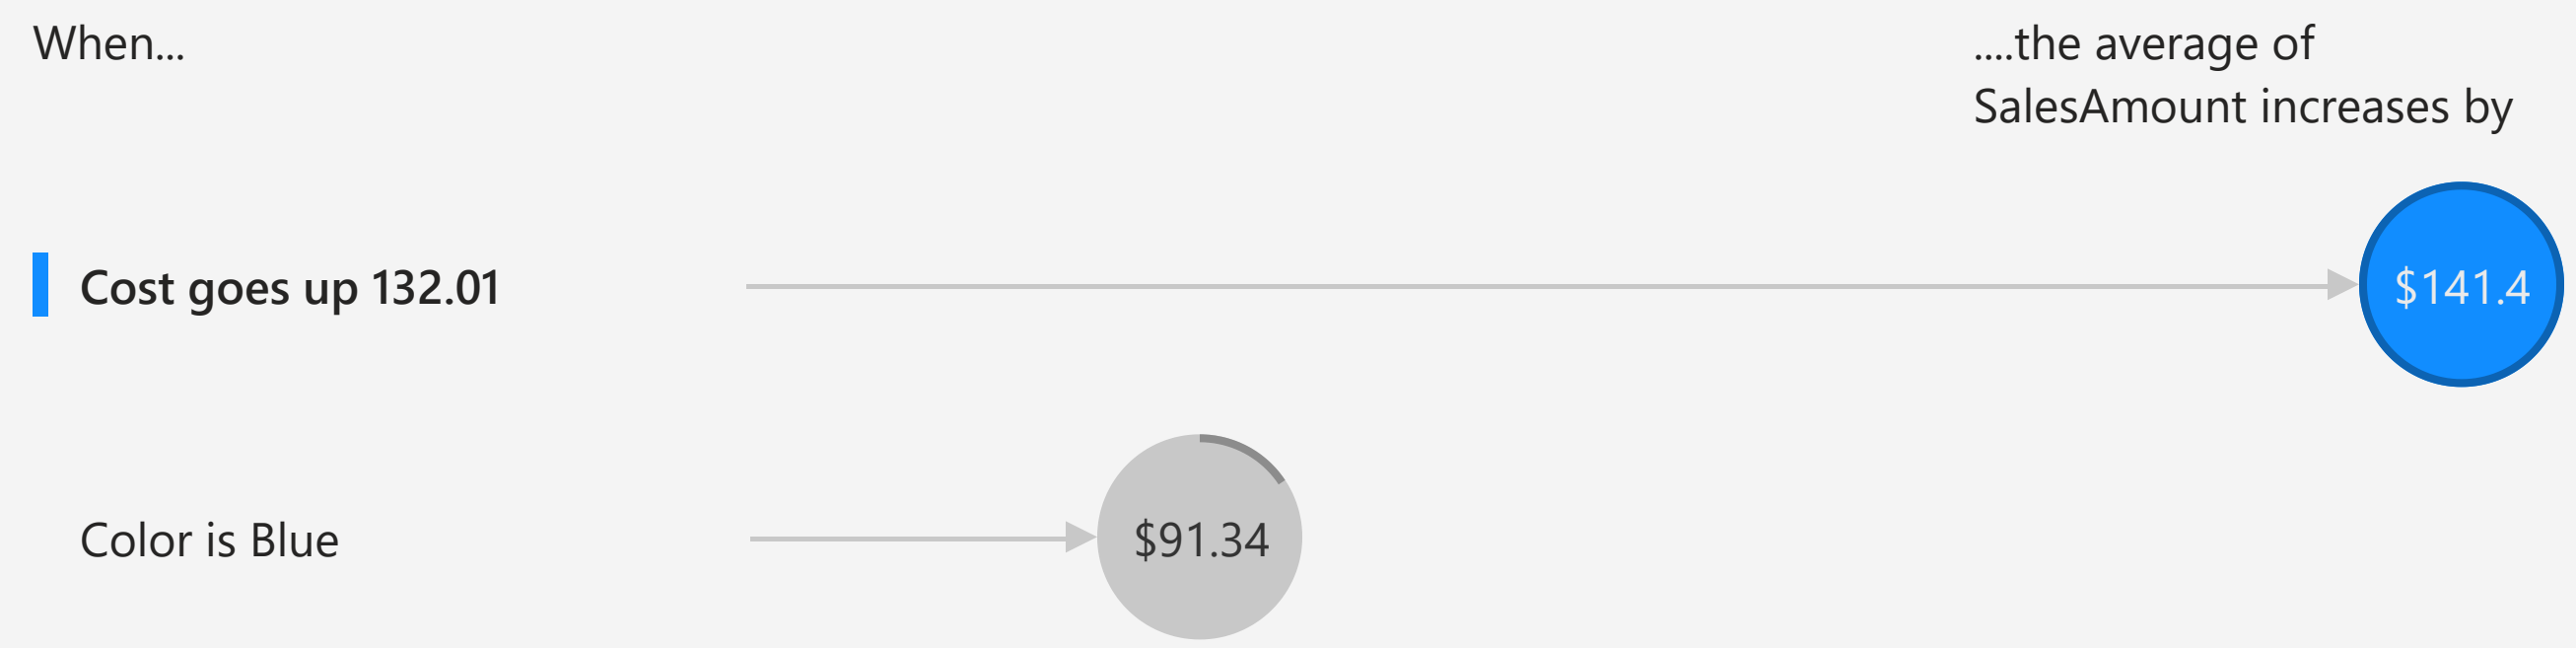 When...
....the average of
SalesAmount increases by
Cost goes up 132.01
$141.4
Color is Blue
$91.34